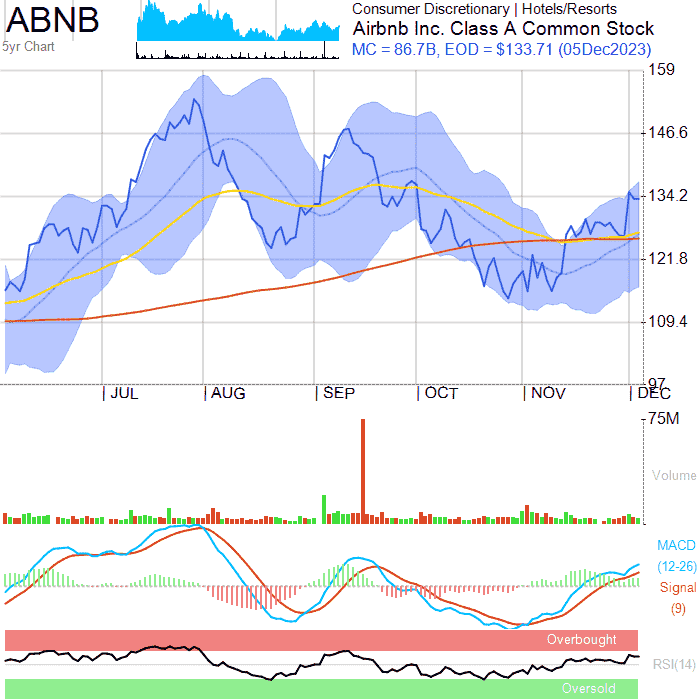 ABNB
5yr Chart
Consumer Discretionary | Hotels/Resorts
Airbnb Inc. Class A Common Stock
MC = 86.7B, EOD = $133.71 (05Dec2023)
159
146.6
134.2
121.8
109.4
97
JUL AUG SEP OCT NOV DEC
75M
Volume
MACD
(12-26)
Signal
(9)
Overbought
RSI(14)
Oversold